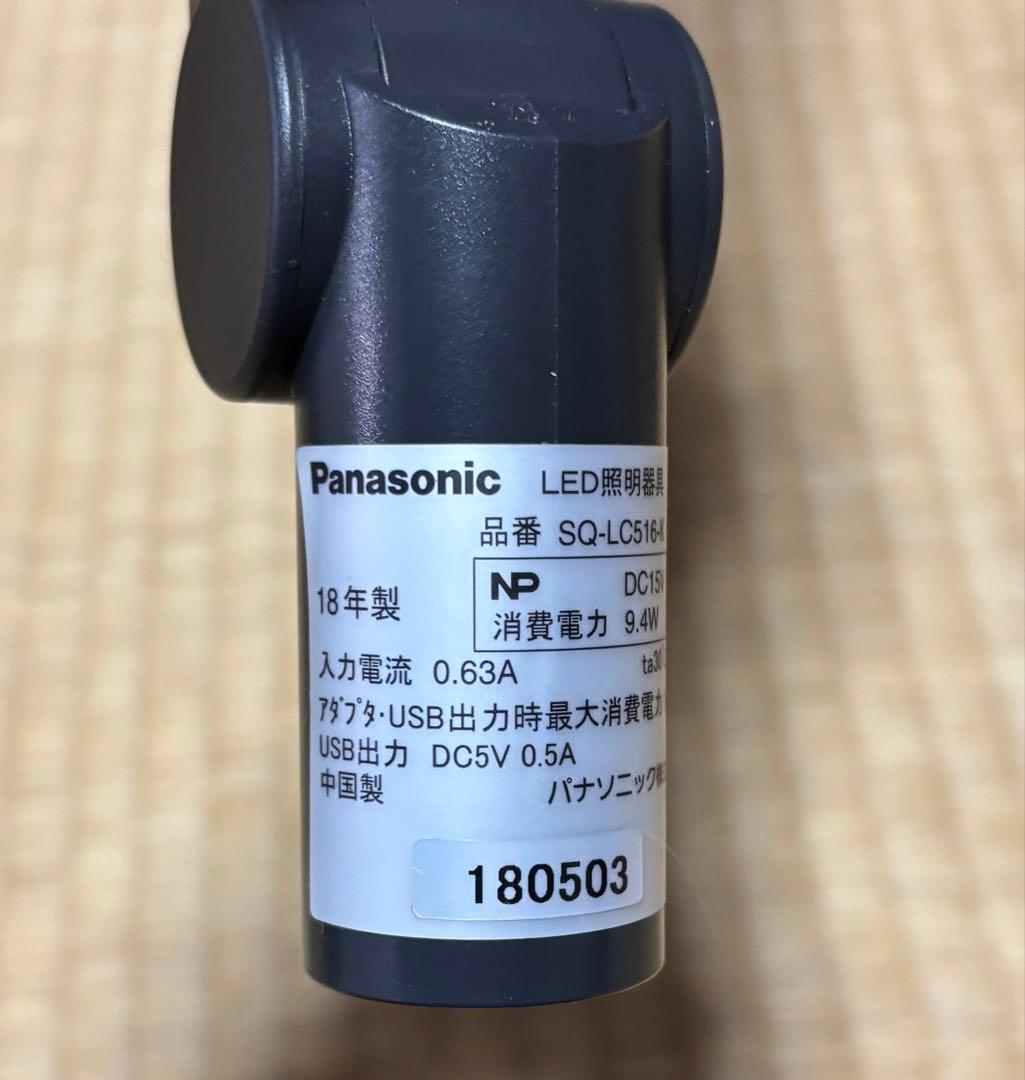 Panasonic LED照明器具
品番 SQ-LC516-K
18年製
NP DC15V
消費電力 9.4W
入力電流 0.63A
ta30
アダプタ・USB出力時最大消費電力
USB出力 DC5V 0.5A
中国製
パナソニック株
180503